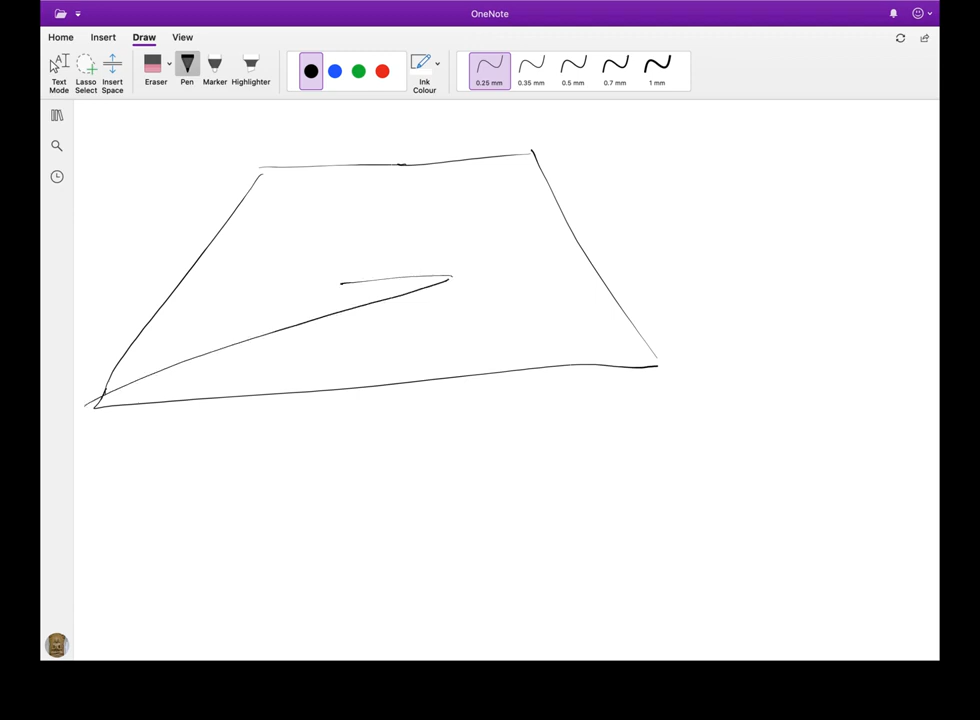 OneNote
Home Insert Draw View
Text Mode
Lasso Select
Insert Space
Eraser
Pen
Marker
Highlighter
Ink Colour
0.25 mm
0.35 mm
0.5 mm
0.7 mm
1 mm